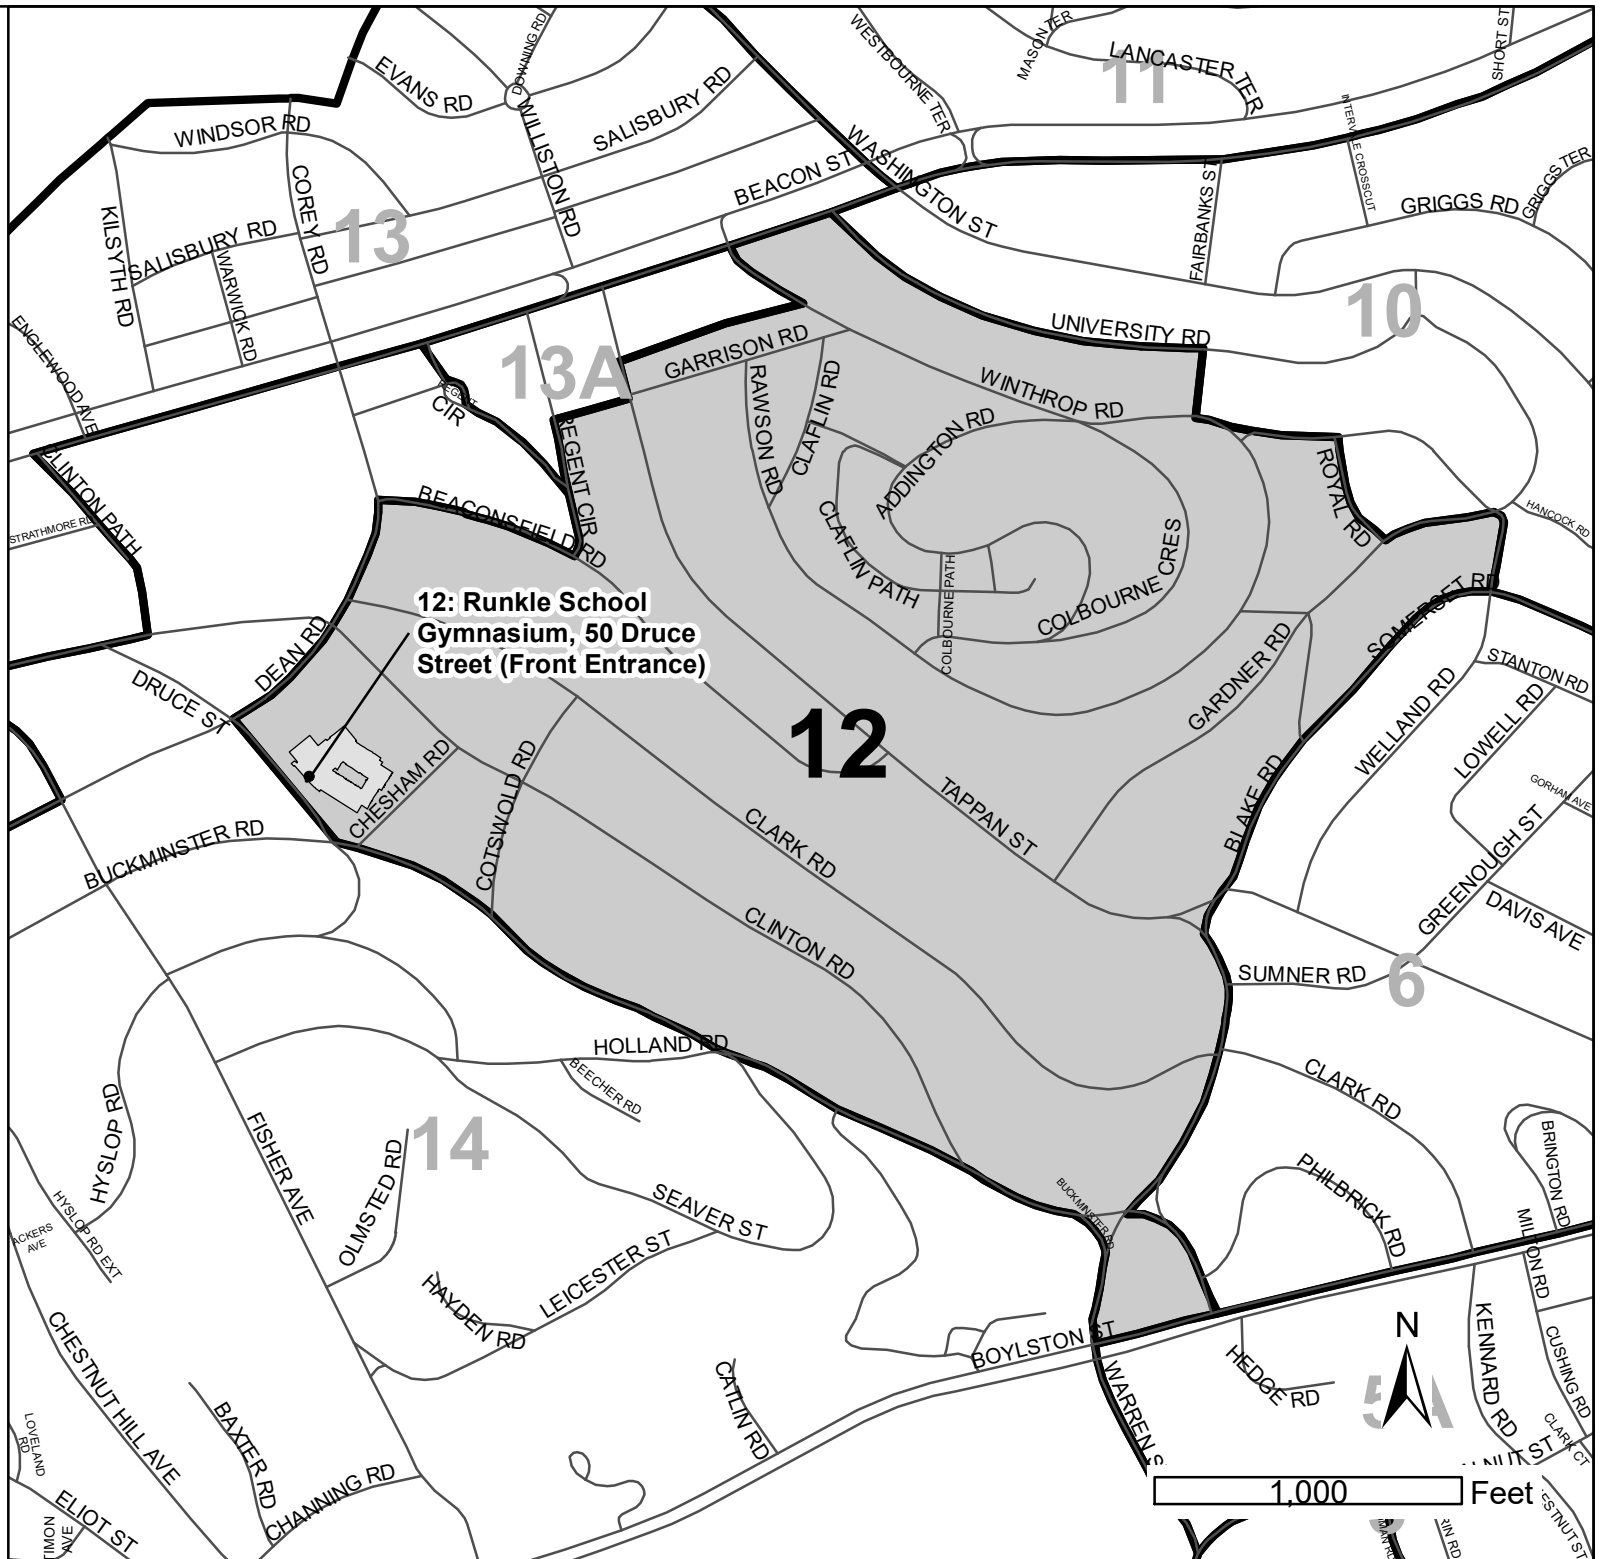 DOWNING RD
EVANS RD
WINDSOR RD
WILLISTON RD
SALISBURY RD
WESTBOURNE TER
MASON TER
LANCASTER TER
11
SHORT ST
WASHINGTON ST
BEACON ST
FAIRBANKS ST
GRIGGS RD
GRIGGS TER
KILSYTH RD
COREY RD
13
SALISBURY RD
WARWICK RD
10
ENGLEWOOD AVE
13A
REGENT
CIR
REGENT CIR
GARRISON RD
UNIVERSITY RD
WINTHROP RD
RAWSON RD
CLAFLIN RD
ADDINGTON RD
ROYAL RD
HANCOCK RD
CLINTON PATH
STRATHMORE RD
BEACONSFIELD RD
CLAFLIN PATH
COLBOURNE PATH
COLBOURNE CRES
12: Runkle School
Gymnasium, 50 Druce
Street (Front Entrance)
DEAN RD
DRUCE ST
SOMERSET RD
GARDNER RD
STANTON RD
WELLAND RD
LOWELL RD
GORHAM AVE
12
CHESHAM RD
COTSWOLD RD
TAPPAN ST
CLARK RD
BLAKE RD
BUCKMINSTER RD
GREENOUGH ST
DAVIS AVE
CLINTON RD
SUMNER RD
6
HOLLAND RD
BEECHER RD
CLARK RD
HYSLOP RD
FISHER AVE
14
OLMSTED RD
BRINGTON RD
PHILBRICK RD
BUCKMINSTER RD
SEAVER ST
HYSLOP RD EXT
ACKERS
AVE
LEICESTER ST
HAYDEN RD
MILTON RD
CHESTNUT HILL AVE
BOYLSTON ST
N
KENNARD RD
CUSHING RD
HEDGE RD
CATLIN RD
WARREN S
BAXTER RD
LOVELAND
RD
CLARK CT
CHANNING RD
1,000 Feet
ELIOT ST
TIMON
AVE
ESTNUT ST